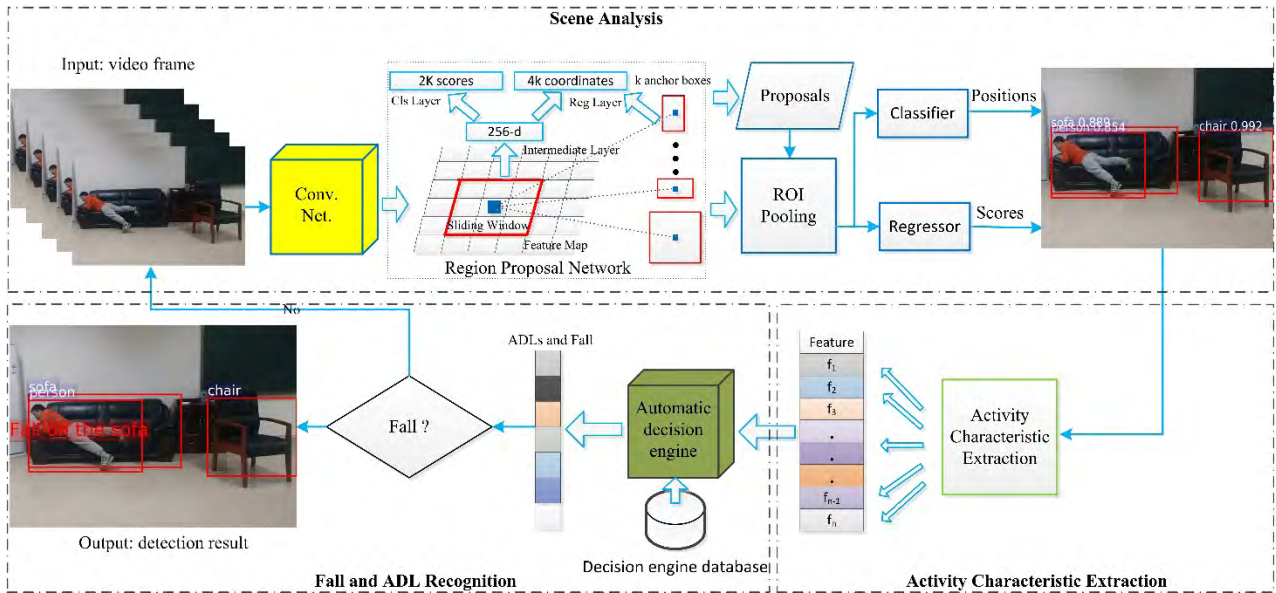 Scene Analysis
Input: video frame
2K scores
4k coordinates
k anchor boxes
Cls Layer
Reg Layer
256-d
Intermediate Layer
Sliding Window
Feature Map
Region Proposal Network
Conv.
Net.
Proposals
ROI
Pooling
Classifier
Regressor
Positions
Scores
sofa 0.889
person 0.854
chair 0.992
No
sofa
person
chair
Fall on the sofa
Output: detection result
Fall ?
ADLs and Fall
Automatic
decision
engine
Decision engine database
Fall and ADL Recognition
Feature
f1
f2
f3
.
.
.
fn-1
fn
Activity
Characteristic
Extraction
Activity Characteristic Extraction